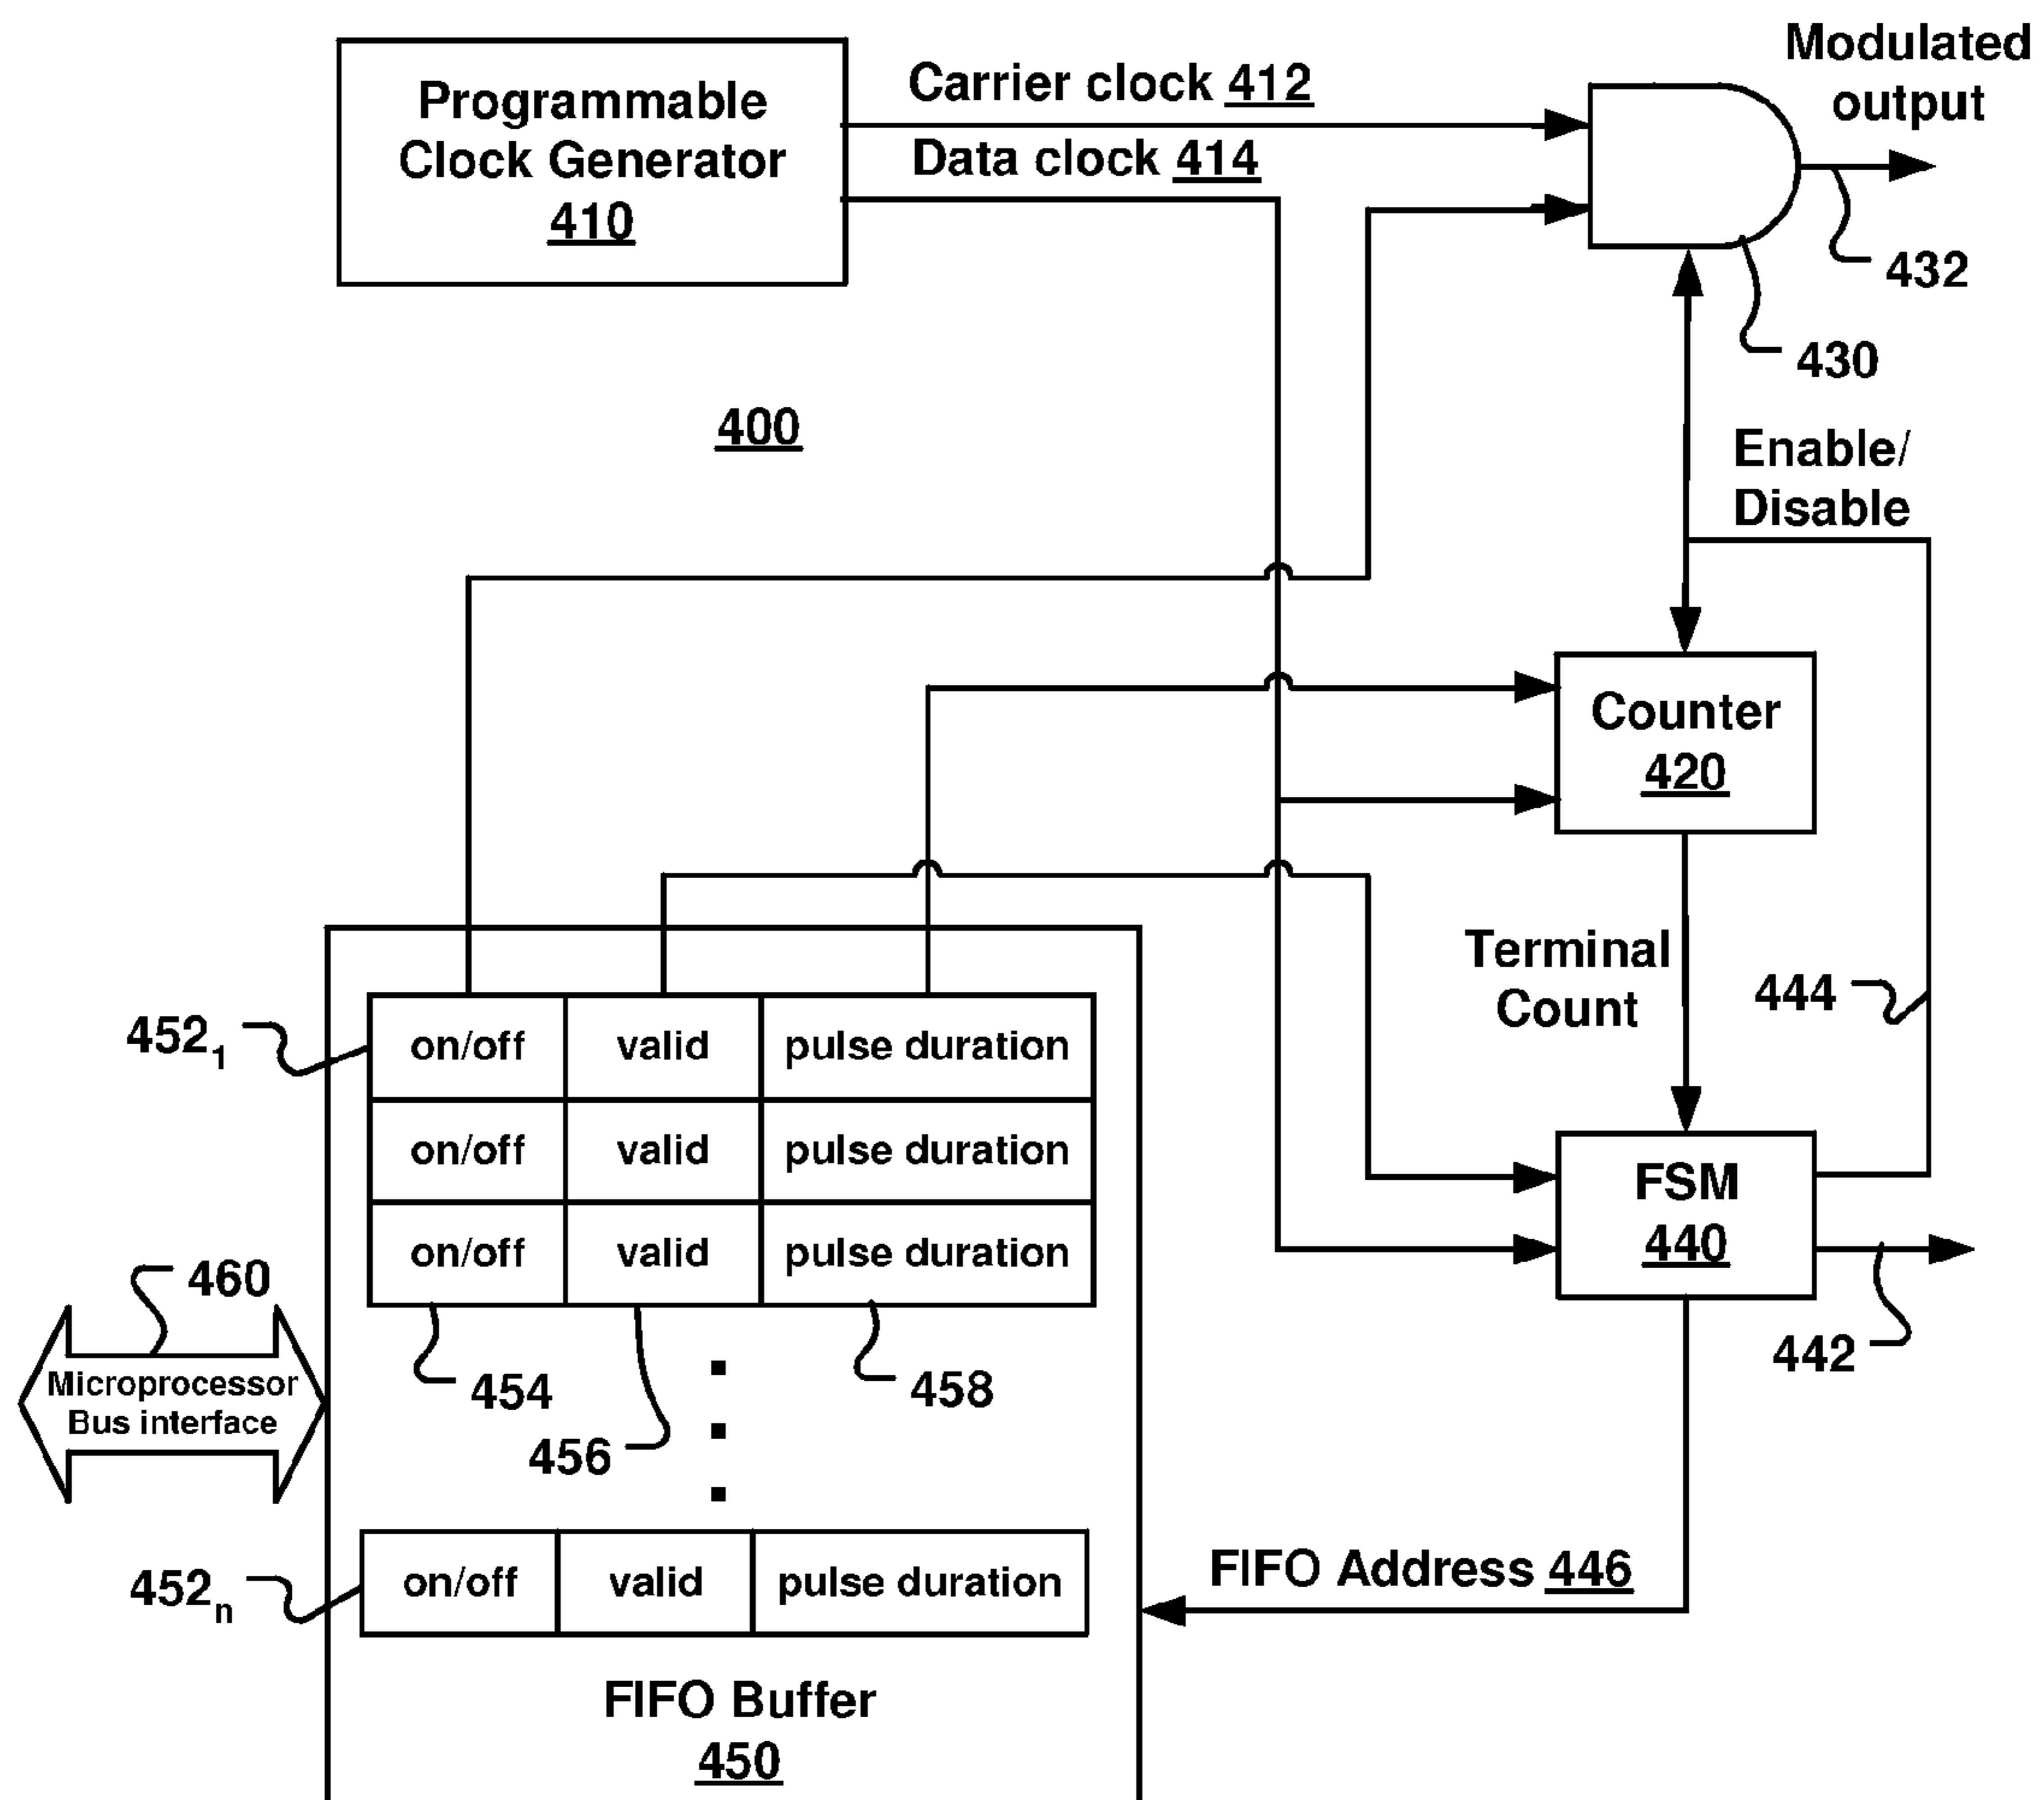 Modulated
output
Programmable
Clock Generator
410
Carrier clock 412
Data clock 414
432
430
400
Enable/
Disable
Counter
420
Terminal
Count
444
452₁
on/off valid pulse duration
on/off valid pulse duration
on/off valid pulse duration
FSM
440
442
460
Microprocessor
Bus interface
454
456
458
452ₙ
on/off valid pulse duration
FIFO Address 446
FIFO Buffer
450